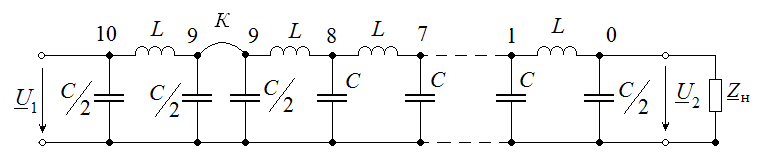 10 L 9 К 9 L 8 L 7 1 L 0
U₁ C/2 C/2 C/2 C C C C/2 U₂ Zн